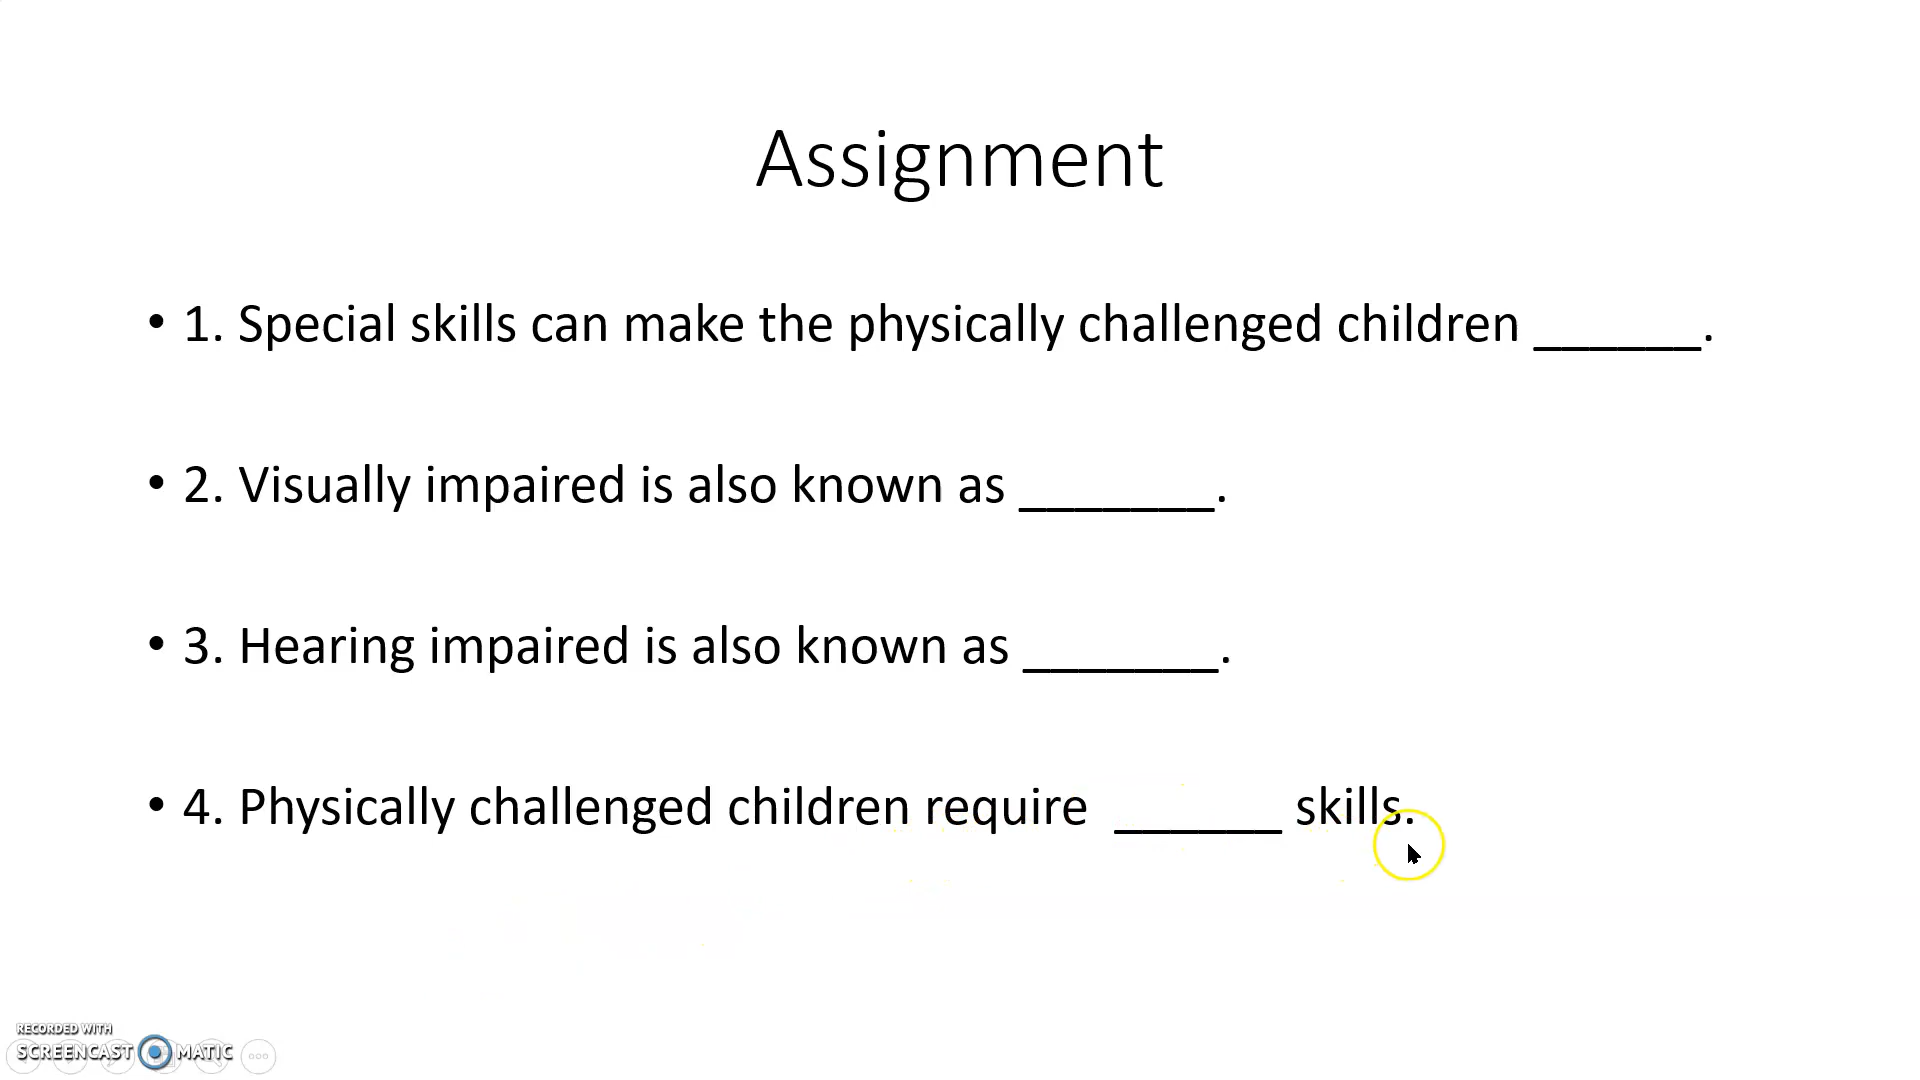 Assignment
• 1. Special skills can make the physically challenged children ______.
• 2. Visually impaired is also known as _______.
• 3. Hearing impaired is also known as _______.
• 4. Physically challenged children require ______ skills.
RECORDED WITH
SCREENCAST MATIC